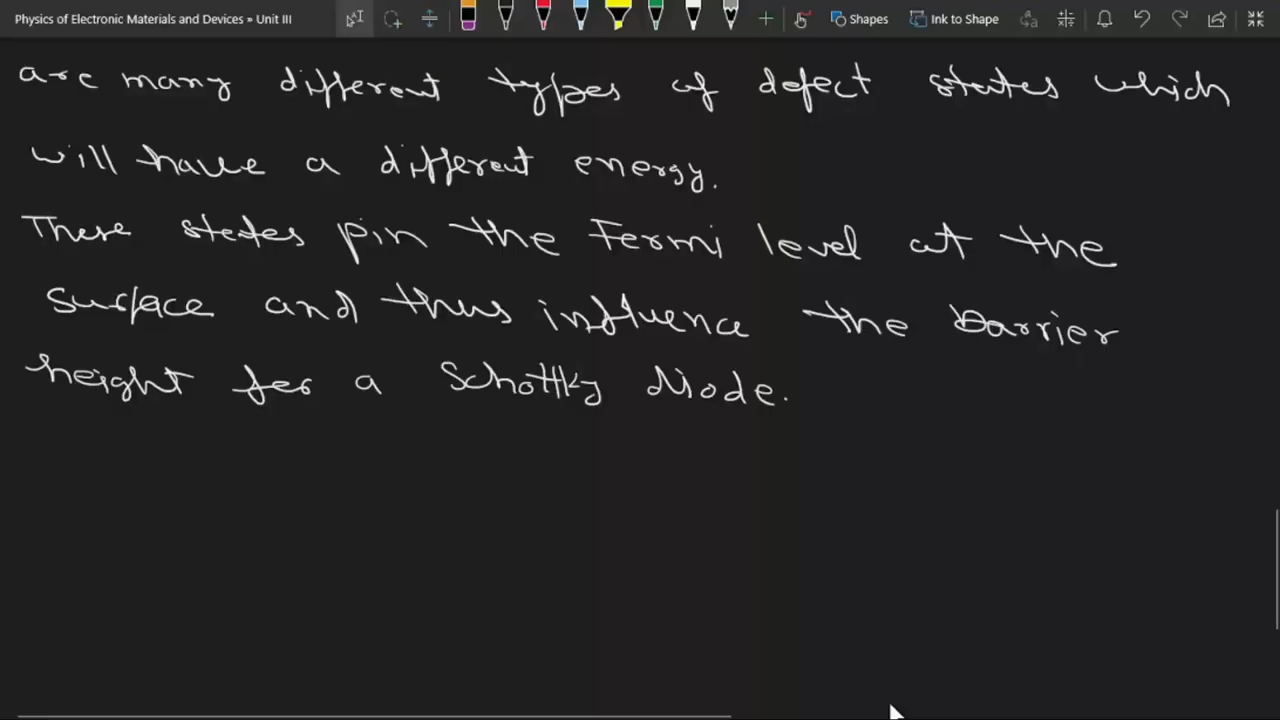 Physics of Electronic Materials and Devices » Unit III
Shapes
Ink to Shape
are many different types of defect states which
will have a different energy.
These states pin the Fermi level at the
surface and thus influence the barrier
height for a Schottky Diode.